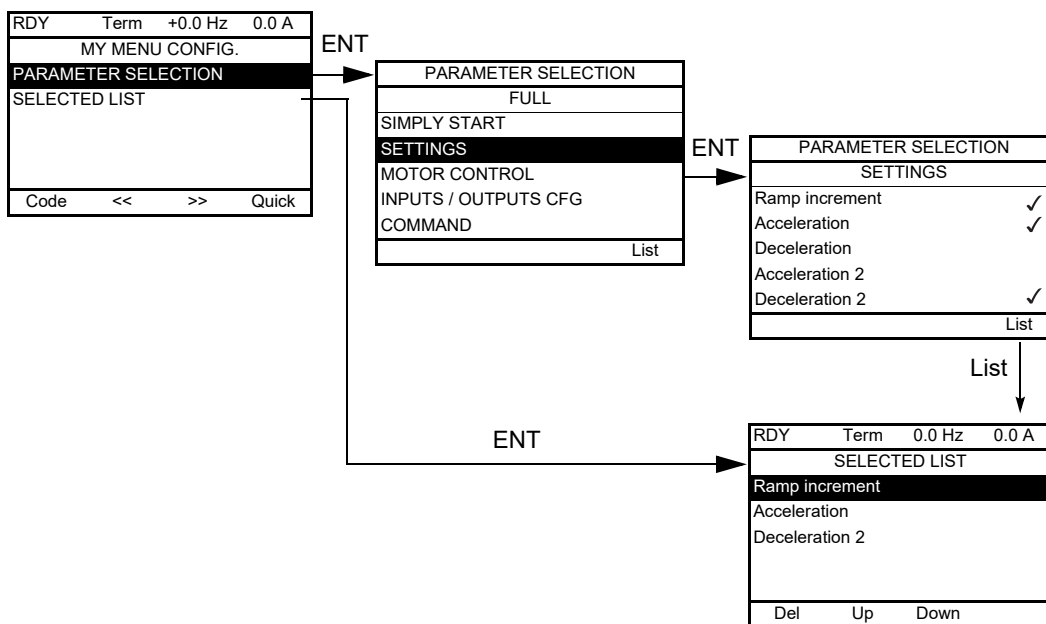 RDY Term +0.0 Hz 0.0 A
MY MENU CONFIG.
PARAMETER SELECTION
SELECTED LIST
Code << >> Quick
ENT
PARAMETER SELECTION
FULL
SIMPLY START
SETTINGS
MOTOR CONTROL
INPUTS / OUTPUTS CFG
COMMAND
List
ENT
PARAMETER SELECTION
SETTINGS
Ramp increment ✓
Acceleration ✓
Deceleration
Acceleration 2
Deceleration 2 ✓
List
List
ENT
RDY Term 0.0 Hz 0.0 A
SELECTED LIST
Ramp increment
Acceleration
Deceleration 2
Del Up Down